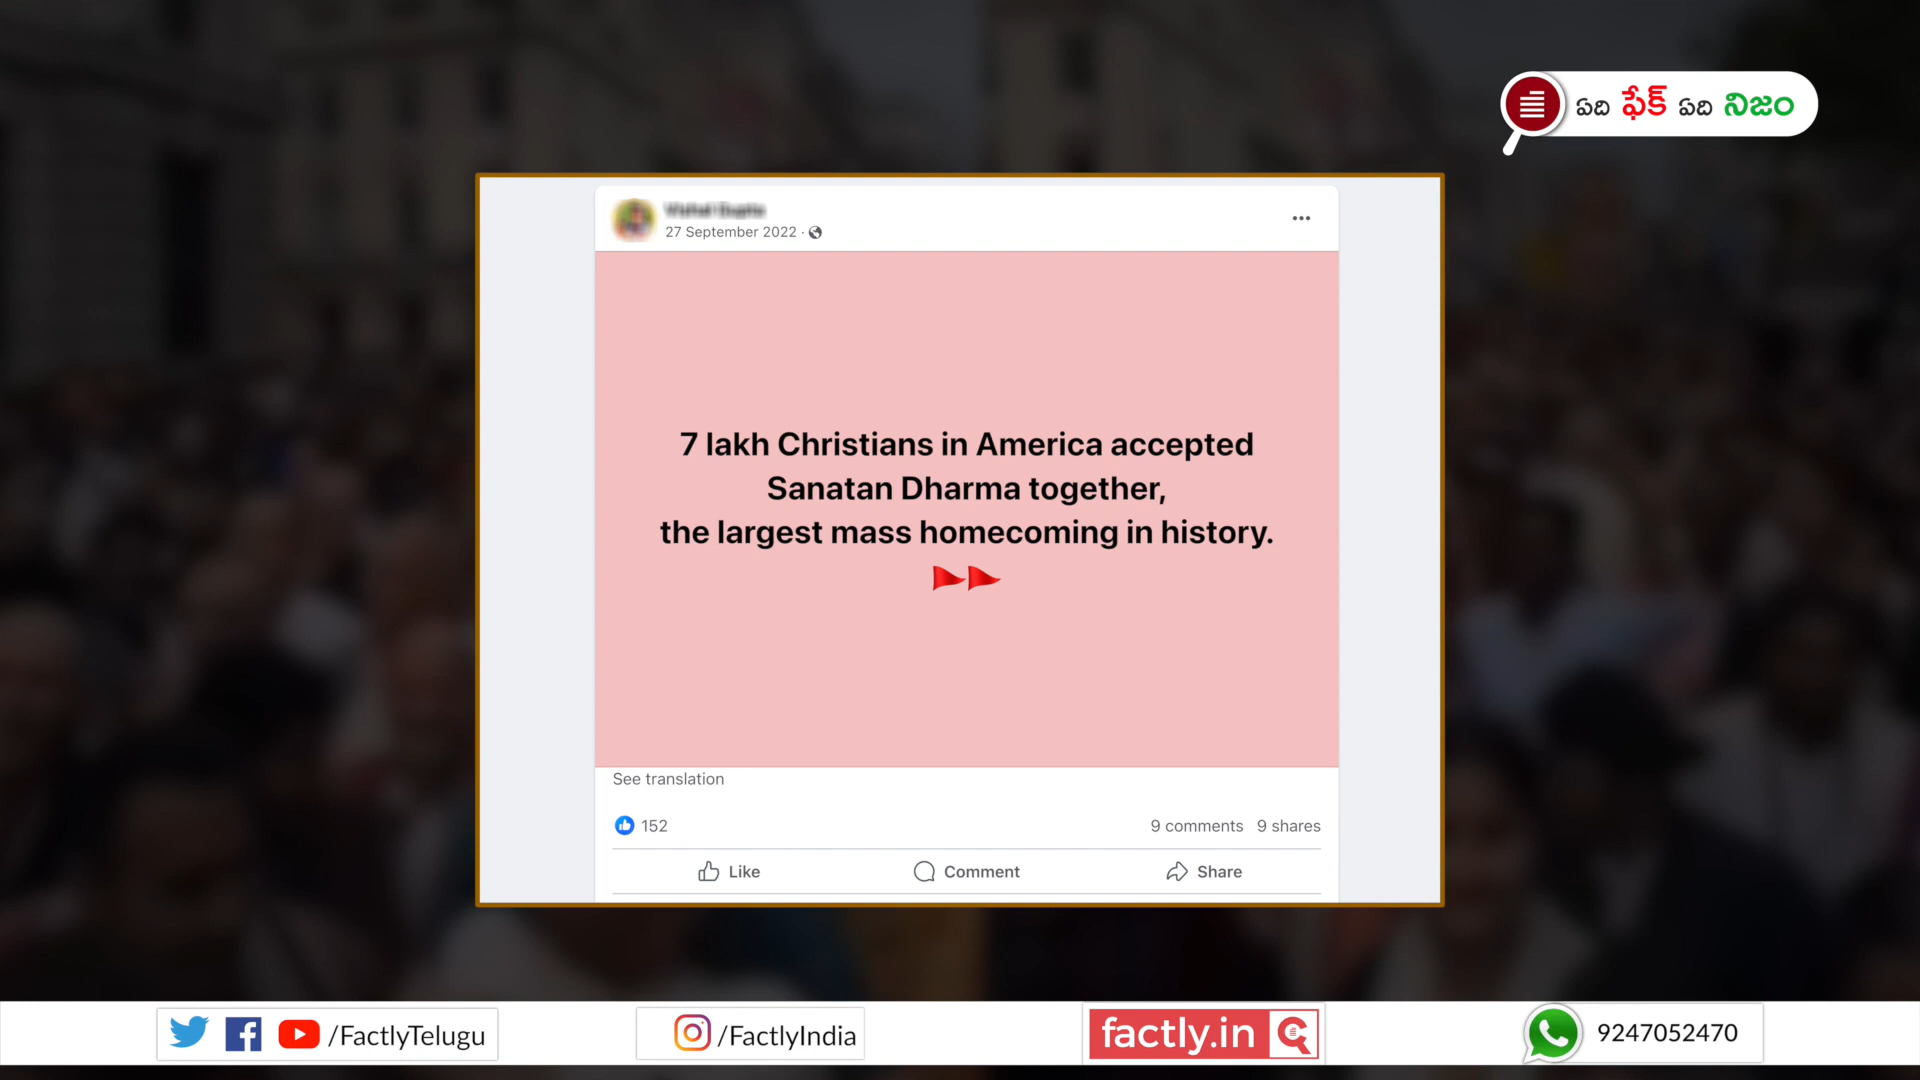 ఏది ఫేక్ ఏది నిజం
27 September 2022 ·
7 lakh Christians in America accepted
Sanatan Dharma together,
the largest mass homecoming in history.
See translation
152
9 comments 9 shares
Like Comment Share
/FactlyTelugu
/FactlyIndia
factly.in
9247052470